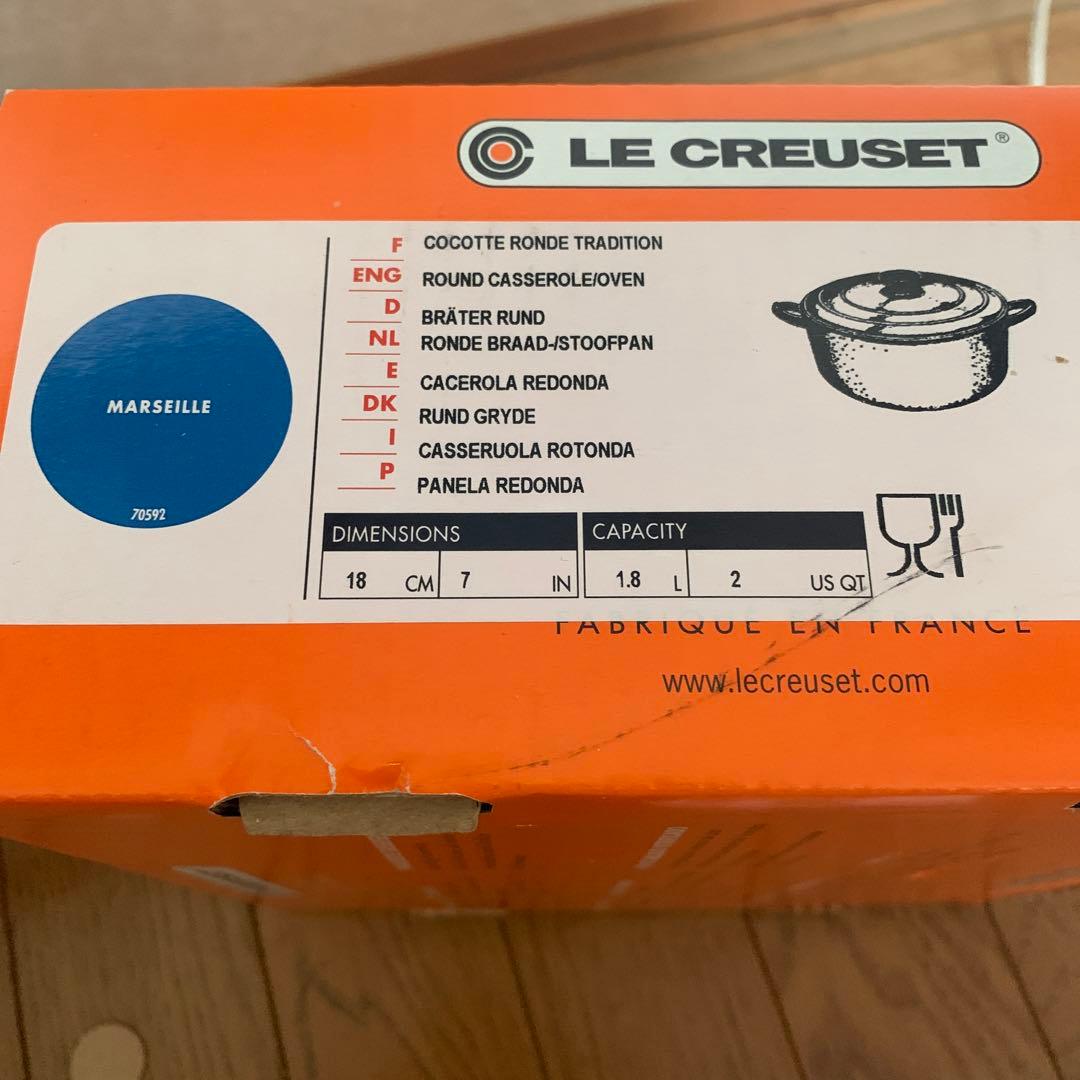 LE CREUSET®
F COCOTTE RONDE TRADITION
ENG ROUND CASSEROLE/OVEN
D BRÄTER RUND
NL RONDE BRAAD-/STOOFPAN
E CACEROLA REDONDA
DK RUND GRYDE
I CASSERUOLA ROTONDA
P PANELA REDONDA
MARSEILLE
70592
DIMENSIONS CAPACITY
18 CM 7 IN 1.8 L 2 US QT
FABRIQUE EN FRANCE
www.lecreuset.com